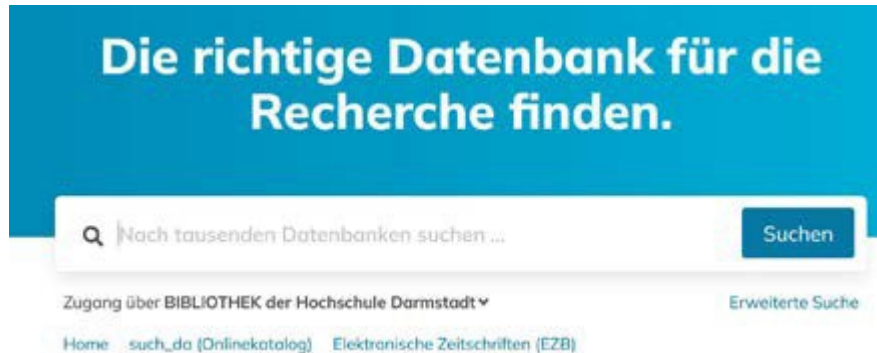 Die richtige Datenbank für die
Recherche finden.
Nach tausenden Datenbanken suchen ...
Suchen
Zugang über BIBLIOTHEK der Hochschule Darmstadt
Erweiterte Suche
Home such_da (Onlinekatalog) Elektronische Zeitschriften (EZB)